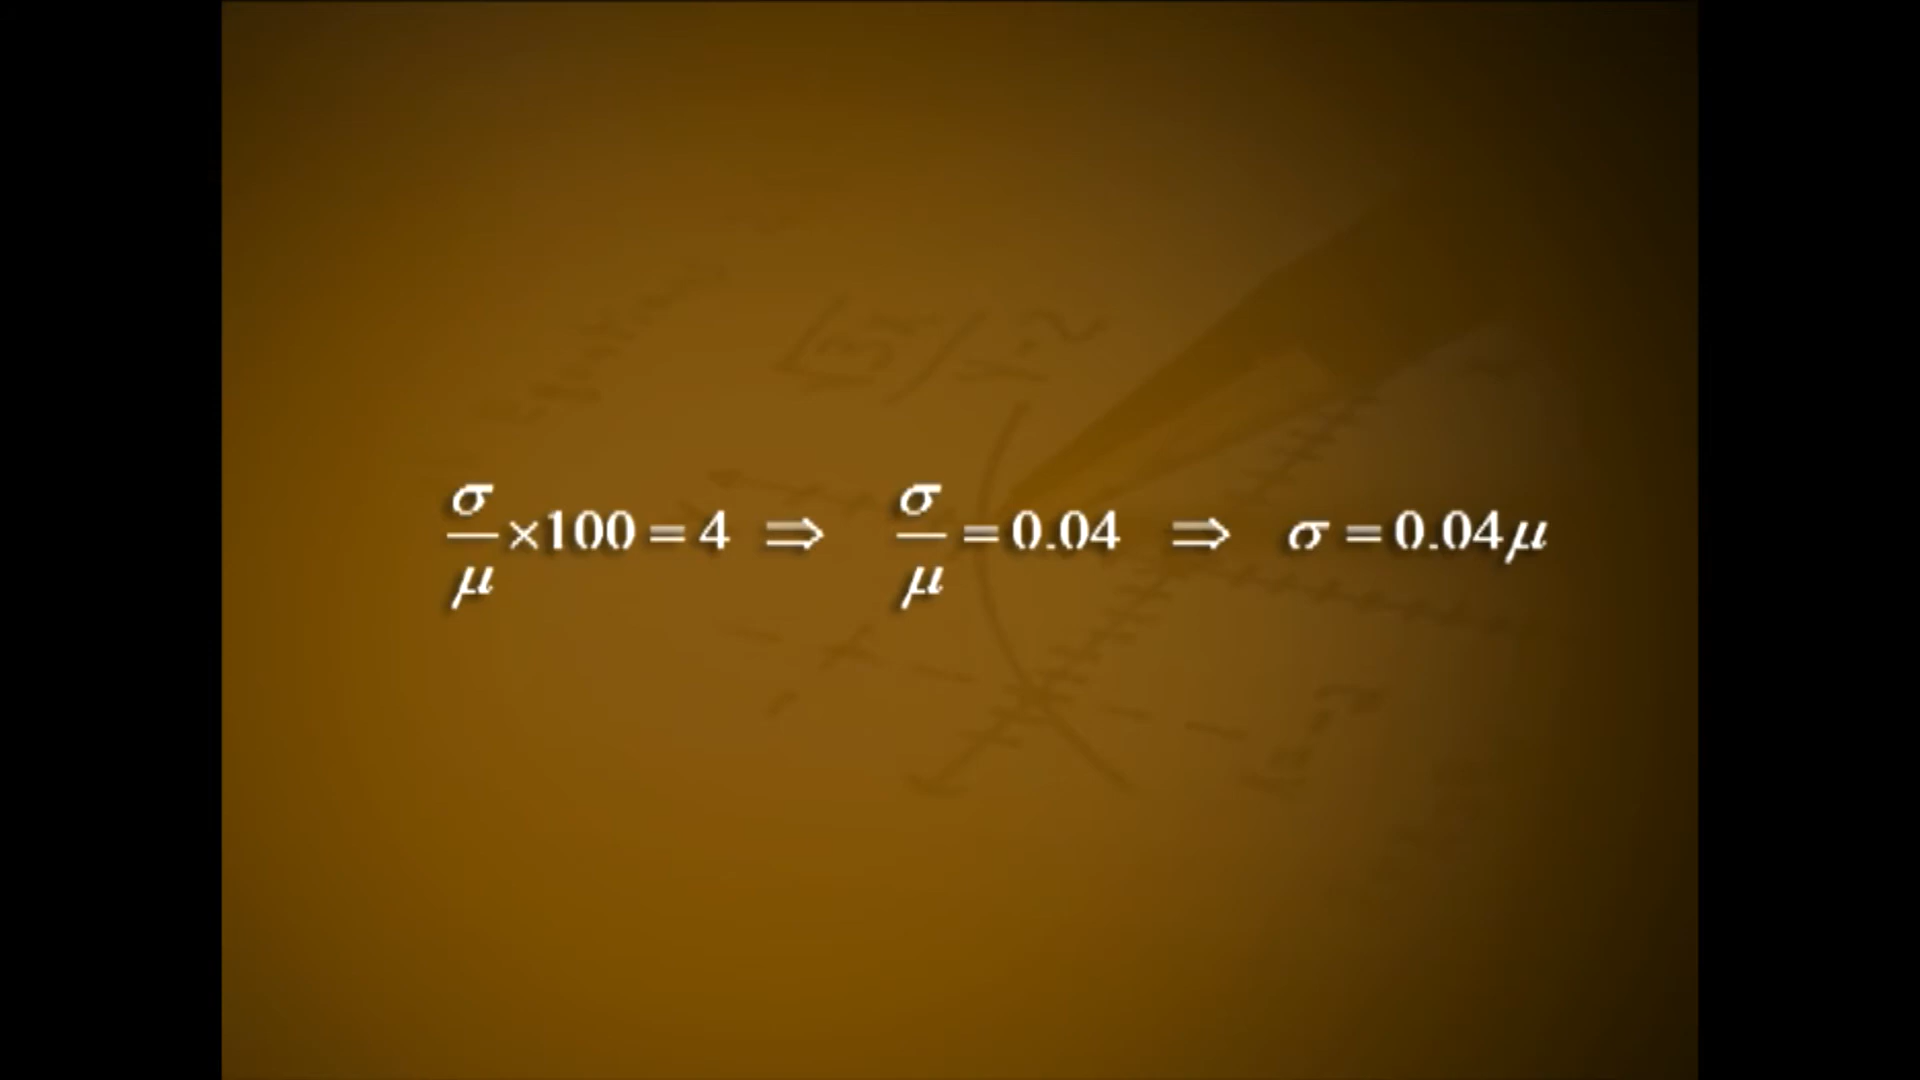 σ/μ ×100 = 4 ⇒ σ/μ = 0.04 ⇒ σ = 0.04μ